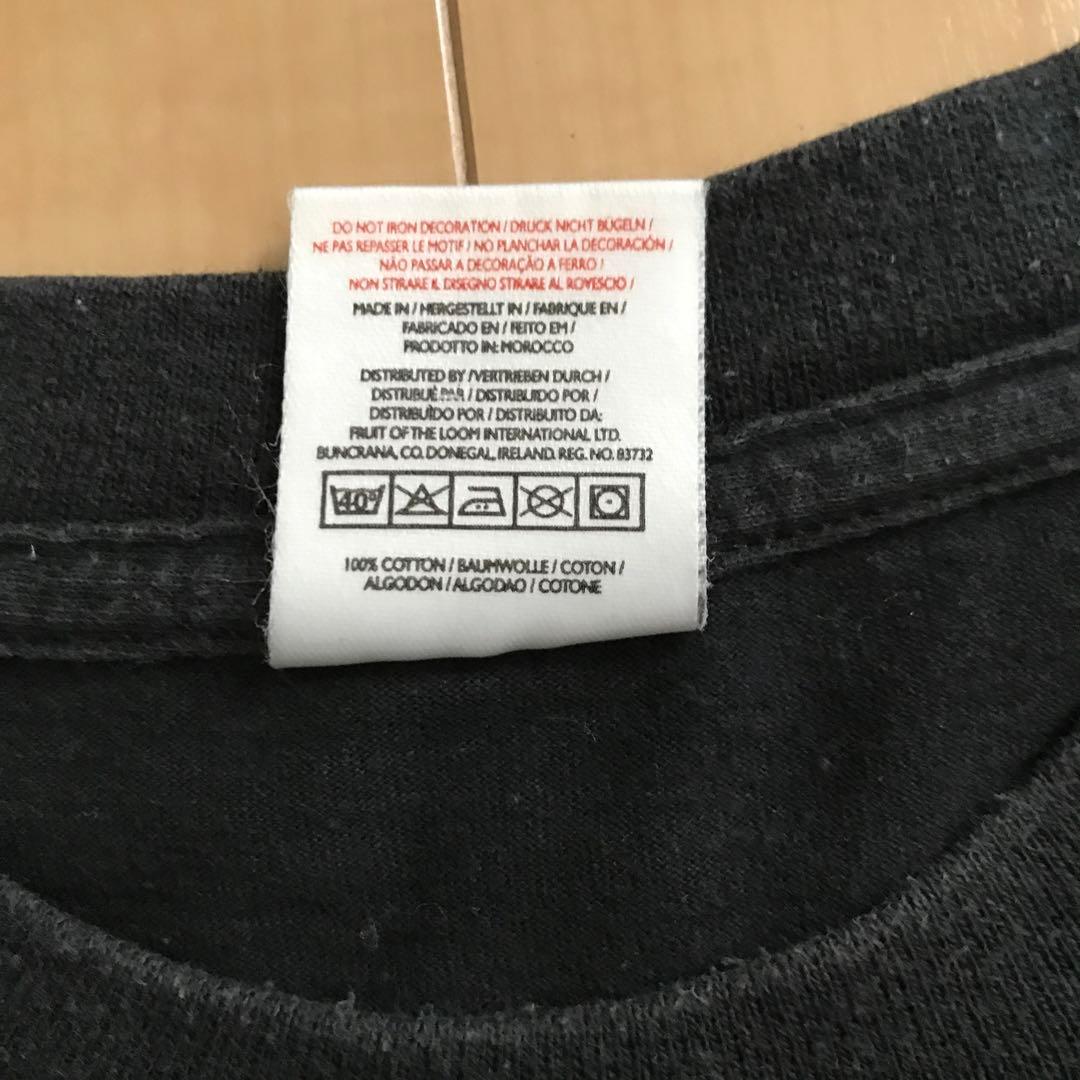 DO NOT IRON DECORATION / DRUCK NICHT BÜGELN /
NE PAS REPASSER LE MOTIF / NO PLANCHAR LA DECORACIÓN /
NÃO PASSAR A DECORAÇÃO A FERRO /
NON STIRARE IL DISEGNO STIRARE AL ROVESCIO /
MADE IN / HERGESTELLT IN / FABRIQUE EN /
FABRICADO EN / FEITO EM /
PRODOTTO IN: MOROCCO
DISTRIBUTED BY /VERTRIEBEN DURCH /
DISTRIBUÉ PAR / DISTRIBUIDO POR /
DISTRIBUÍDO POR / DISTRIBUITO DA:
FRUIT OF THE LOOM INTERNATIONAL LTD.
BUNCRANA, CO. DONEGAL, IRELAND. REG. NO. 83732
40°
100% COTTON / BAUMWOLLE / COTON /
ALGODON / ALGODAO / COTONE